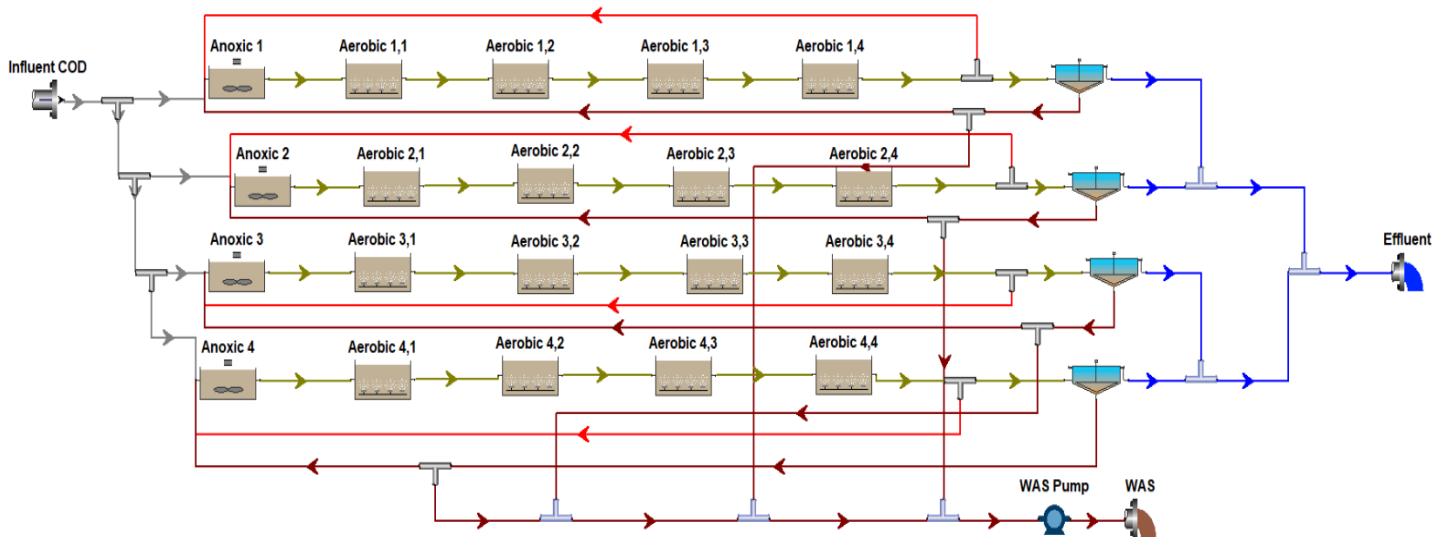 Influent COD
Anoxic 1
Aerobic 1,1
Aerobic 1,2
Aerobic 1,3
Aerobic 1,4
Anoxic 2
Aerobic 2,1
Aerobic 2,2
Aerobic 2,3
Aerobic 2,4
Anoxic 3
Aerobic 3,1
Aerobic 3,2
Aerobic 3,3
Aerobic 3,4
Effluent
Anoxic 4
Aerobic 4,1
Aerobic 4,2
Aerobic 4,3
Aerobic 4,4
WAS Pump
WAS